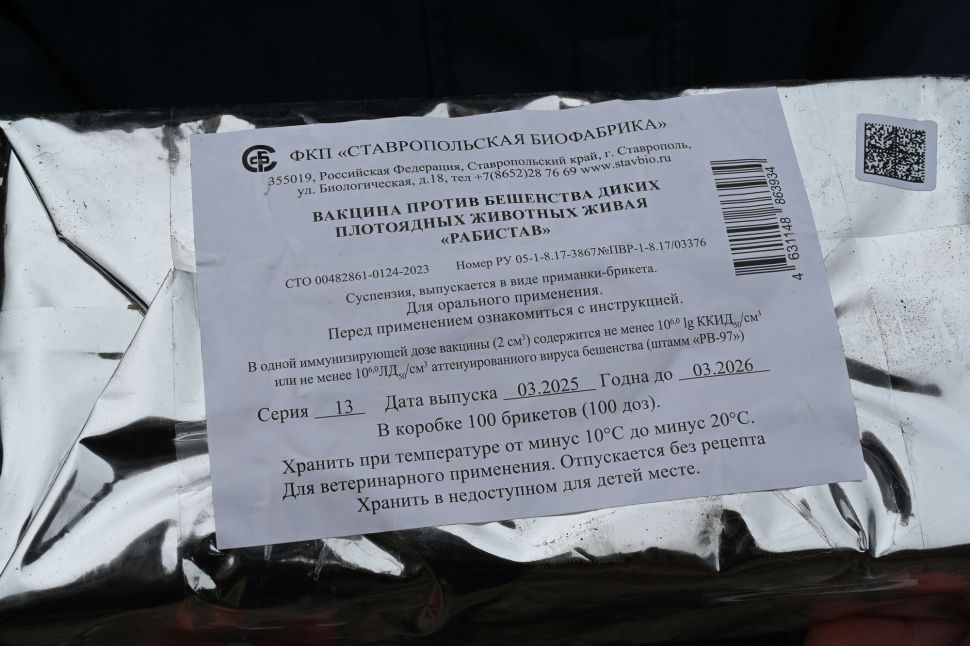 ФКП «СТАВРОПОЛЬСКАЯ БИОФАБРИКА»
355019, Российская Федерация, Ставропольский край, г. Ставрополь,
ул. Биологическая, д.18, тел +7(8652)28 76 69 www.stavbio.ru
ВАКЦИНА ПРОТИВ БЕШЕНСТВА ДИКИХ
ПЛОТОЯДНЫХ ЖИВОТНЫХ ЖИВАЯ
«РАБИСТАВ»
СТО 00482861-0124-2023 Номер РУ 05-1-8.17-3867№ПВР-1-8.17/03376
Суспензия, выпускается в виде приманки-брикета.
Для орального применения.
Перед применением ознакомиться с инструкцией.
В одной иммунизирующей дозе вакцины (2 см³) содержится не менее 10⁶·⁰ lg ККИД₅₀/см³
или не менее 10⁶·⁰ЛД₅₀/см³ аттенуированного вируса бешенства (штамм «РВ-97»)
Серия 13 Дата выпуска 03.2025 Годна до 03.2026
В коробке 100 брикетов (100 доз).
Хранить при температуре от минус 10°С до минус 20°С.
Для ветеринарного применения. Отпускается без рецепта
Хранить в недоступном для детей месте.
4 631148 863934